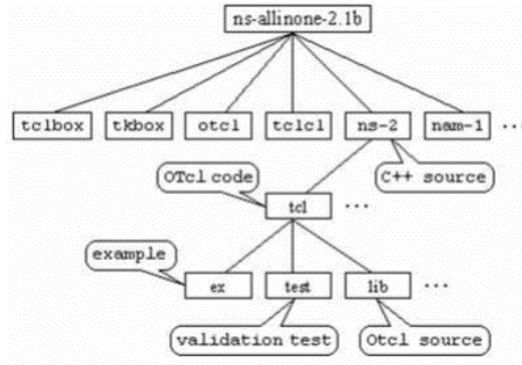 ns-allinone-2.1b
tclbox tkbox otcl tclcl ns-2 nam-1 ...
OTcl code
C++ source
tcl ...
example
ex test lib ...
validation test
Otcl source